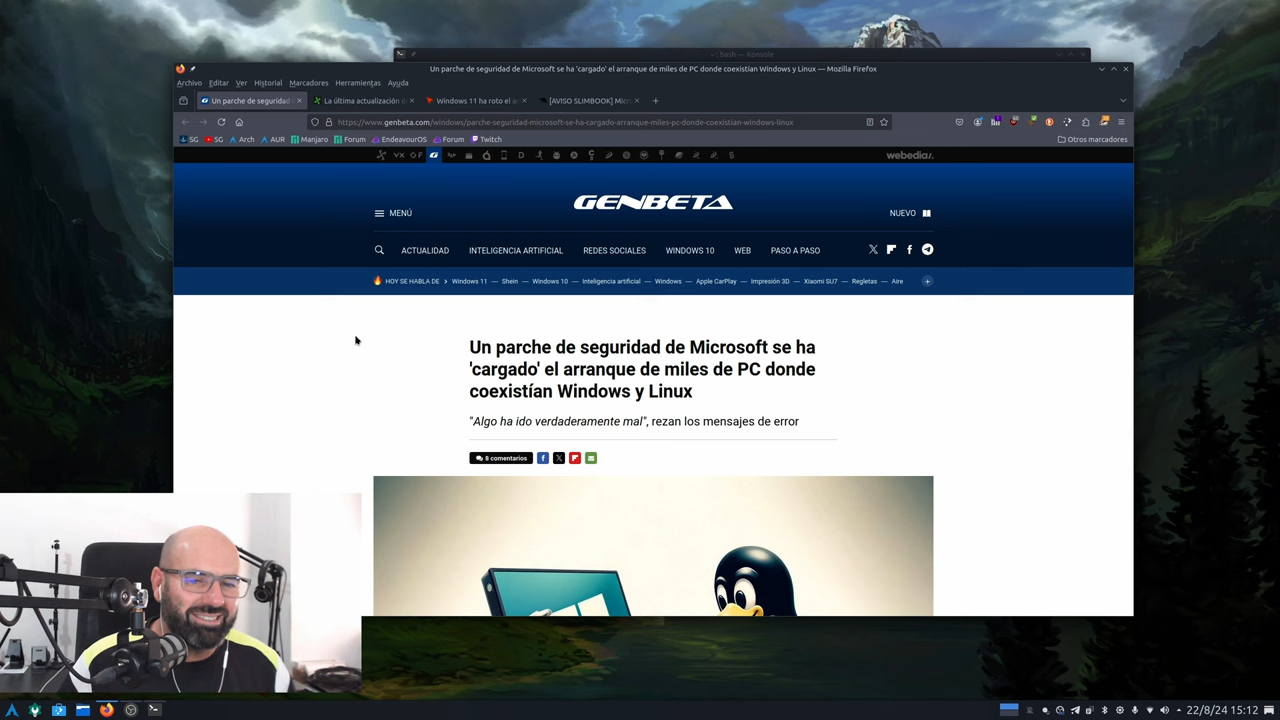 ~ : bash — Konsole
Un parche de seguridad de Microsoft se ha 'cargado' el arranque de miles de PC donde coexistían Windows y Linux — Mozilla Firefox
Archivo Editar Ver Historial Marcadores Herramientas Ayuda
Un parche de seguridad La última actualización de Windows 11 ha roto el ar [AVISO SLIMBOOK] Micr
https://www.genbeta.com/windows/parche-seguridad-microsoft-se-ha-cargado-arranque-miles-pc-donde-coexistian-windows-linux
SG SG Arch AUR Manjaro Forum EndeavourOS Forum Twitch Otros marcadores
webedia.
MENÚ GENBETA NUEVO
ACTUALIDAD INTELIGENCIA ARTIFICIAL REDES SOCIALES WINDOWS 10 WEB PASO A PASO
HOY SE HABLA DE Windows 11 — Shein — Windows 10 — Inteligencia artificial — Windows — Apple CarPlay — Impresión 3D — Xiaomi SU7 — Regletas — Aire
Un parche de seguridad de Microsoft se ha
'cargado' el arranque de miles de PC donde
coexistían Windows y Linux
"Algo ha ido verdaderamente mal", rezan los mensajes de error
8 comentarios
22/8/24 15:12